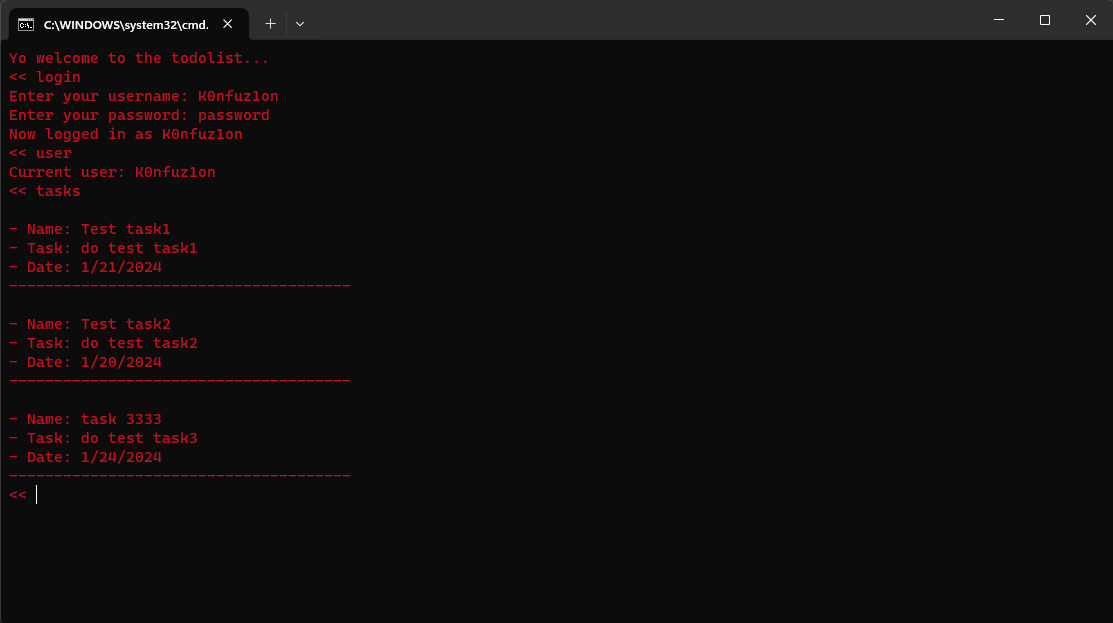 C:\WINDOWS\system32\cmd.
Yo welcome to the todolist...
<< login
Enter your username: K0nfuz1on
Enter your password: password
Now logged in as K0nfuz1on
<< user
Current user: K0nfuz1on
<< tasks
- Name: Test task1
- Task: do test task1
- Date: 1/21/2024
--------------------------------------
- Name: Test task2
- Task: do test task2
- Date: 1/20/2024
--------------------------------------
- Name: task 3333
- Task: do test task3
- Date: 1/24/2024
--------------------------------------
<<